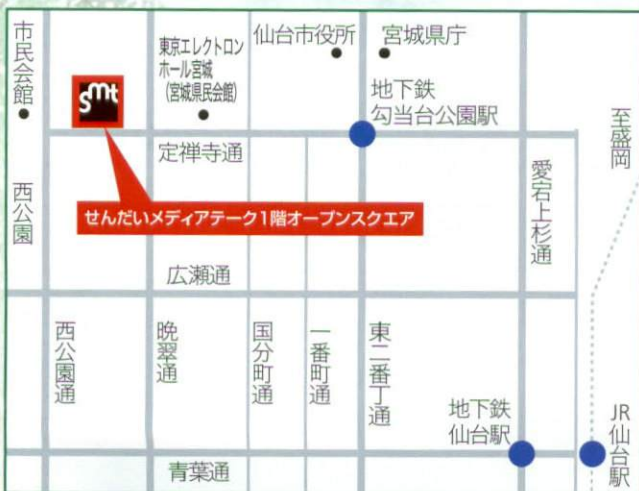 市民会館
smt
東京エレクトロン
ホール宮城
(宮城県民会館)
仙台市役所
宮城県庁
地下鉄
勾当台公園駅
至盛岡
定禅寺通
西公園
愛宕上杉通
せんだいメディアテーク1階オープンスクエア
広瀬通
西公園通
晩翠通
国分町通
一番町通
東二番丁通
地下鉄
仙台駅
JR仙台駅
青葉通